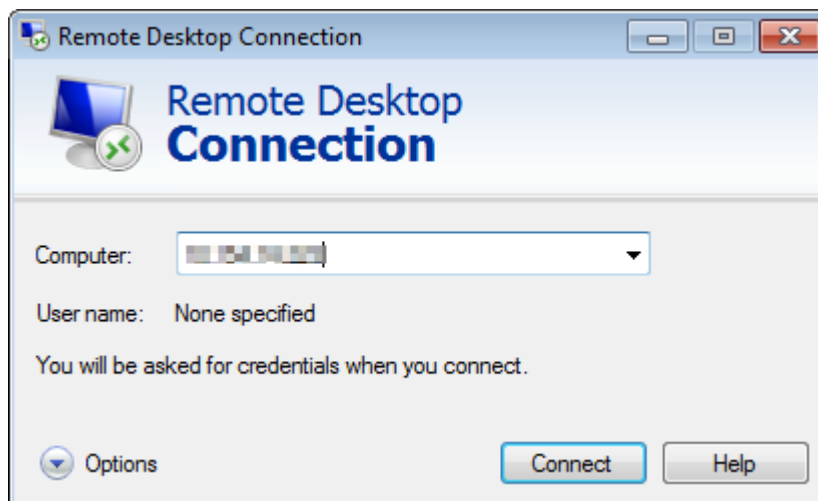 Remote Desktop Connection
Remote Desktop
Connection
Computer:
User name: None specified
You will be asked for credentials when you connect.
Options Connect Help